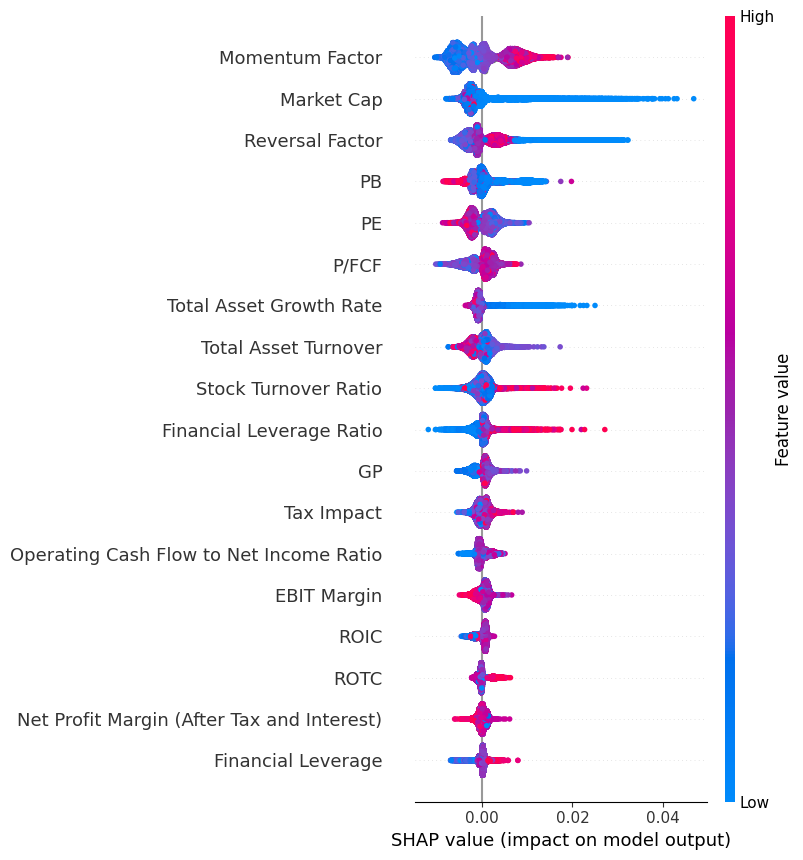 High
Momentum Factor
Market Cap
Reversal Factor
PB
PE
P/FCF
Total Asset Growth Rate
Total Asset Turnover
Stock Turnover Ratio
Financial Leverage Ratio
GP
Tax Impact
Operating Cash Flow to Net Income Ratio
EBIT Margin
ROIC
ROTC
Net Profit Margin (After Tax and Interest)
Financial Leverage
Feature value
Low
0.00 0.02 0.04
SHAP value (impact on model output)